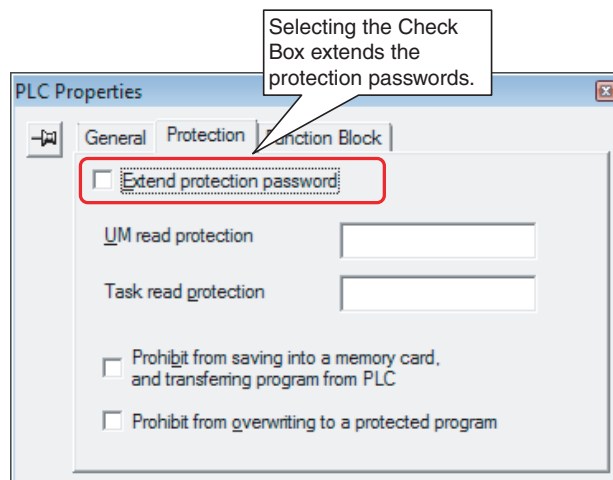 Selecting the Check
Box extends the
protection passwords.
PLC Properties
General Protection Function Block
Extend protection password
UM read protection
Task read protection
Prohibit from saving into a memory card,
and transferring program from PLC
Prohibit from overwriting to a protected program